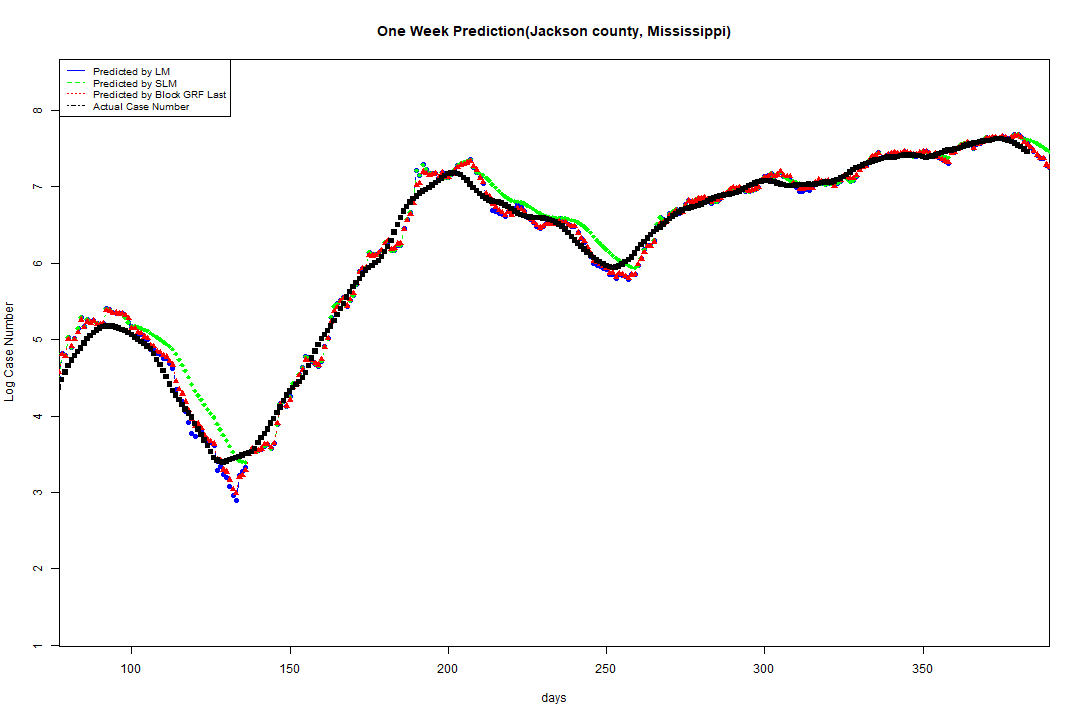 One Week Prediction(Jackson county, Mississippi)
Predicted by LM
Predicted by SLM
Predicted by Block GRF Last
Actual Case Number
8
7
6
5
4
3
2
1
Log Case Number
100 150 200 250 300 350
days